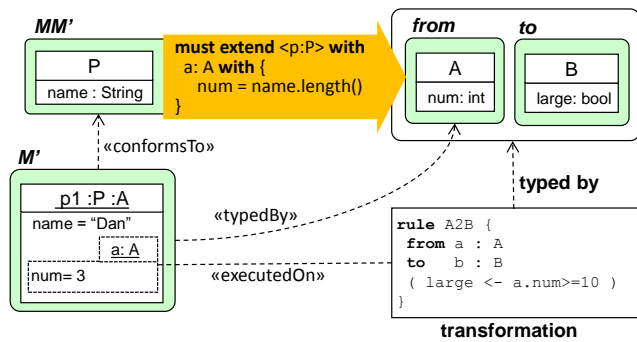 MM’
from
to
must extend <p:P> with
a: A with {
num = name.length()
}
P
name : String
A
num: int
B
large: bool
«conformsTo»
M’
p1 :P :A
name = “Dan”
a: A
num= 3
«typedBy»
«executedOn»
typed by
rule A2B {
from a : A
to b : B
( large <- a.num>=10 )
}
transformation